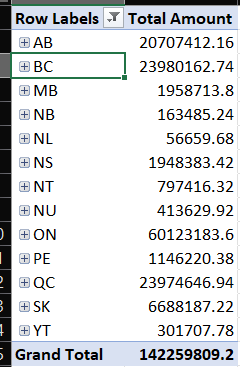 Row Labels Total Amount
AB 20707412.16
BC 23980162.74
MB 1958713.8
NB 163485.24
NL 56659.68
NS 1948383.42
NT 797416.32
NU 413629.92
ON 60123183.6
PE 1146220.38
QC 23974646.94
SK 6688187.22
YT 301707.78
Grand Total 142259809.2